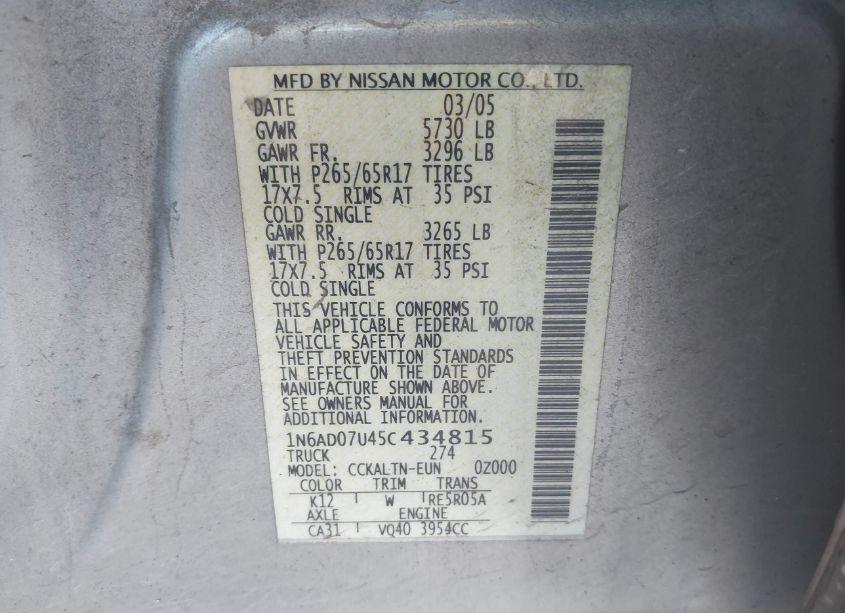 MFD BY NISSAN MOTOR CO., LTD.
DATE 03/05
GVWR 5730 LB
GAWR FR. 3296 LB
WITH P265/65R17 TIRES
17X7.5 RIMS AT 35 PSI
COLD SINGLE
GAWR RR. 3265 LB
WITH P265/65R17 TIRES
17X7.5 RIMS AT 35 PSI
COLD SINGLE
THIS VEHICLE CONFORMS TO
ALL APPLICABLE FEDERAL MOTOR
VEHICLE SAFETY AND
THEFT PREVENTION STANDARDS
IN EFFECT ON THE DATE OF
MANUFACTURE SHOWN ABOVE.
SEE OWNERS MANUAL FOR
ADDITIONAL INFORMATION.
1N6AD07U45C434815
TRUCK 274
MODEL: CCKALTN-EUN 0Z000
COLOR TRIM TRANS
K12 W RE5R05A
AXLE ENGINE
CA31 VQ40 3954CC